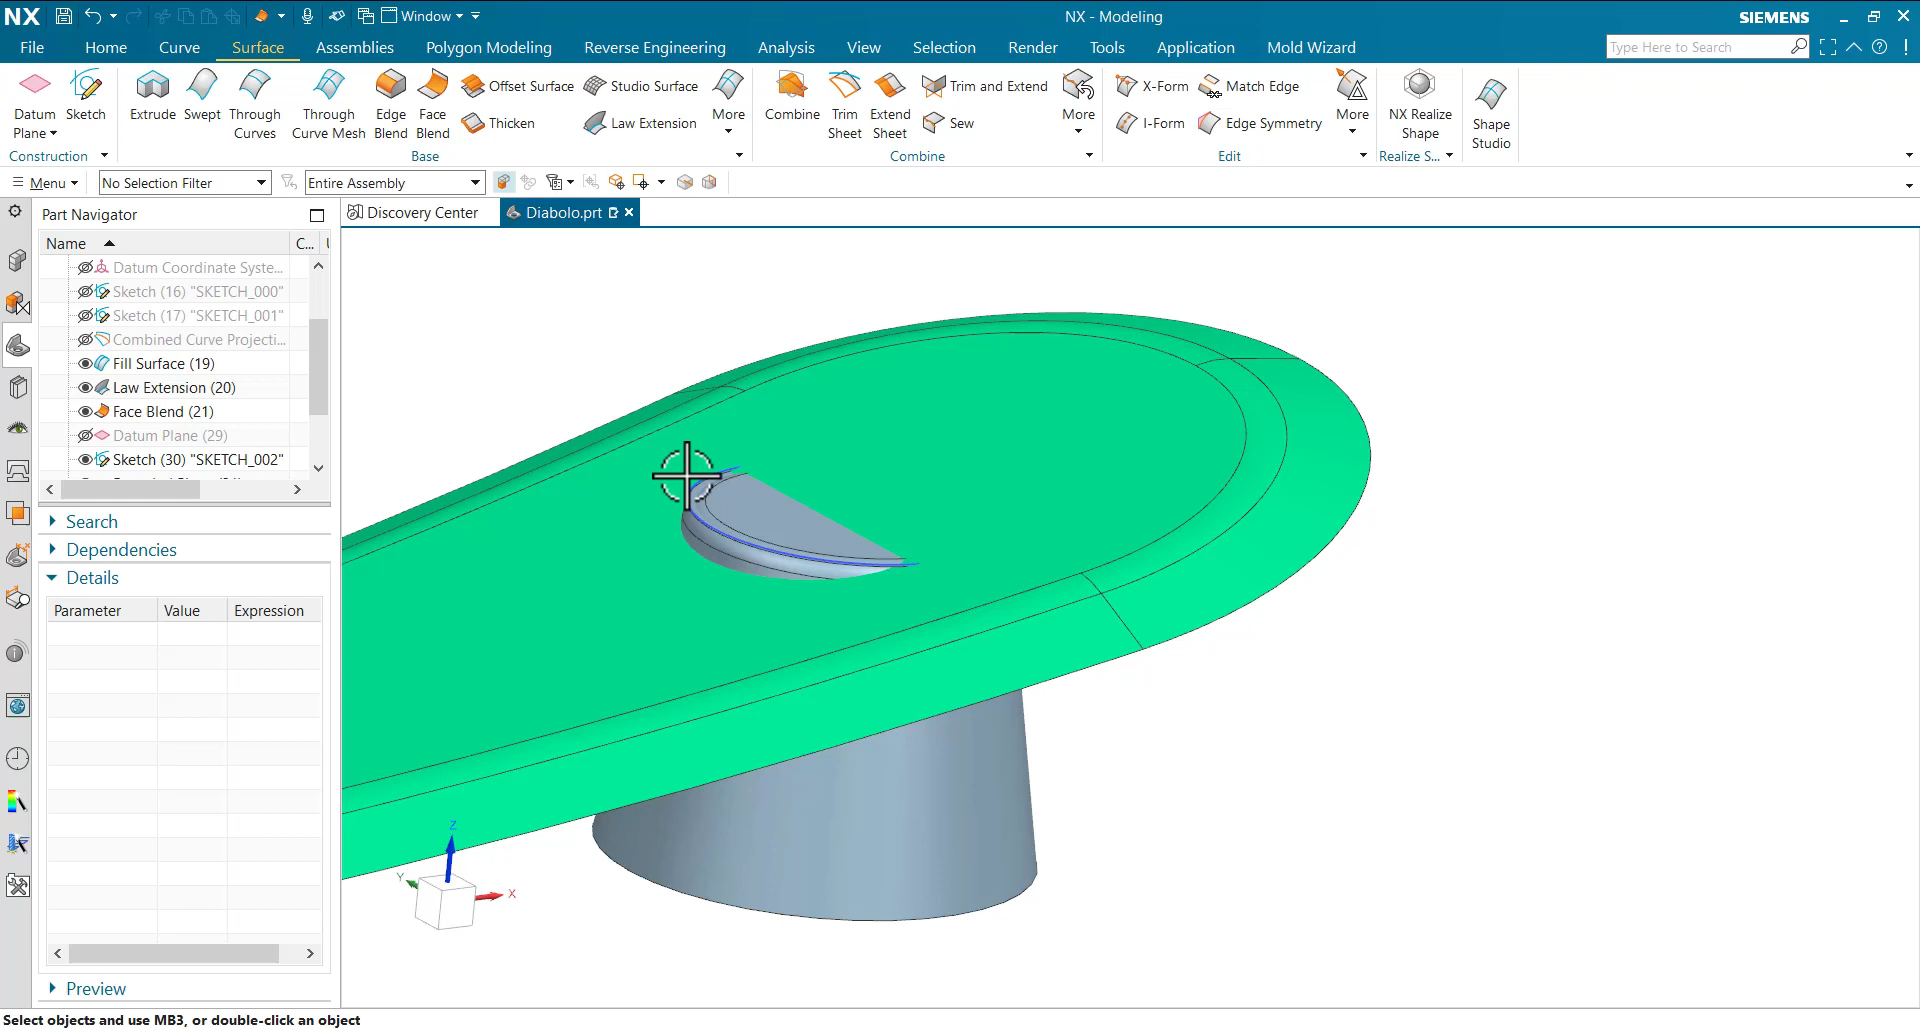 NX Window NX - Modeling SIEMENS
File Home Curve Surface Assemblies Polygon Modeling Reverse Engineering Analysis View Selection Render Tools Application Mold Wizard Type Here to Search
Datum Plane Sketch Extrude Swept Through Curves Through Curve Mesh Edge Blend Face Blend Offset Surface Thicken Studio Surface Law Extension More Combine Trim Sheet Extend Sheet Trim and Extend Sew More X-Form I-Form Match Edge Edge Symmetry More NX Realize Shape Shape Studio
Construction Base Combine Edit Realize S...
Menu No Selection Filter Entire Assembly
Part Navigator Discovery Center Diabolo.prt
Name C...
Datum Coordinate Syste...
Sketch (16) "SKETCH_000"
Sketch (17) "SKETCH_001"
Combined Curve Projecti...
Fill Surface (19)
Law Extension (20)
Face Blend (21)
Datum Plane (29)
Sketch (30) "SKETCH_002"
Search
Dependencies
Details
Parameter Value Expression
Z
Y
X
Preview
Select objects and use MB3, or double-click an object